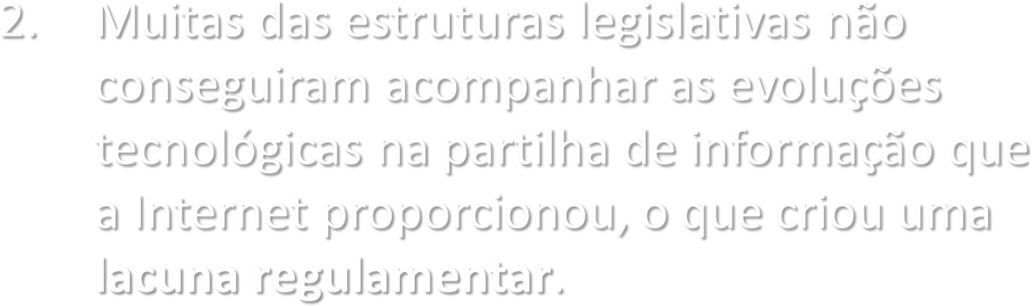 2. Muitas das estruturas legislativas não
conseguiram acompanhar as evoluções
tecnológicas na partilha de informação que
a Internet proporcionou, o que criou uma
lacuna regulamentar.